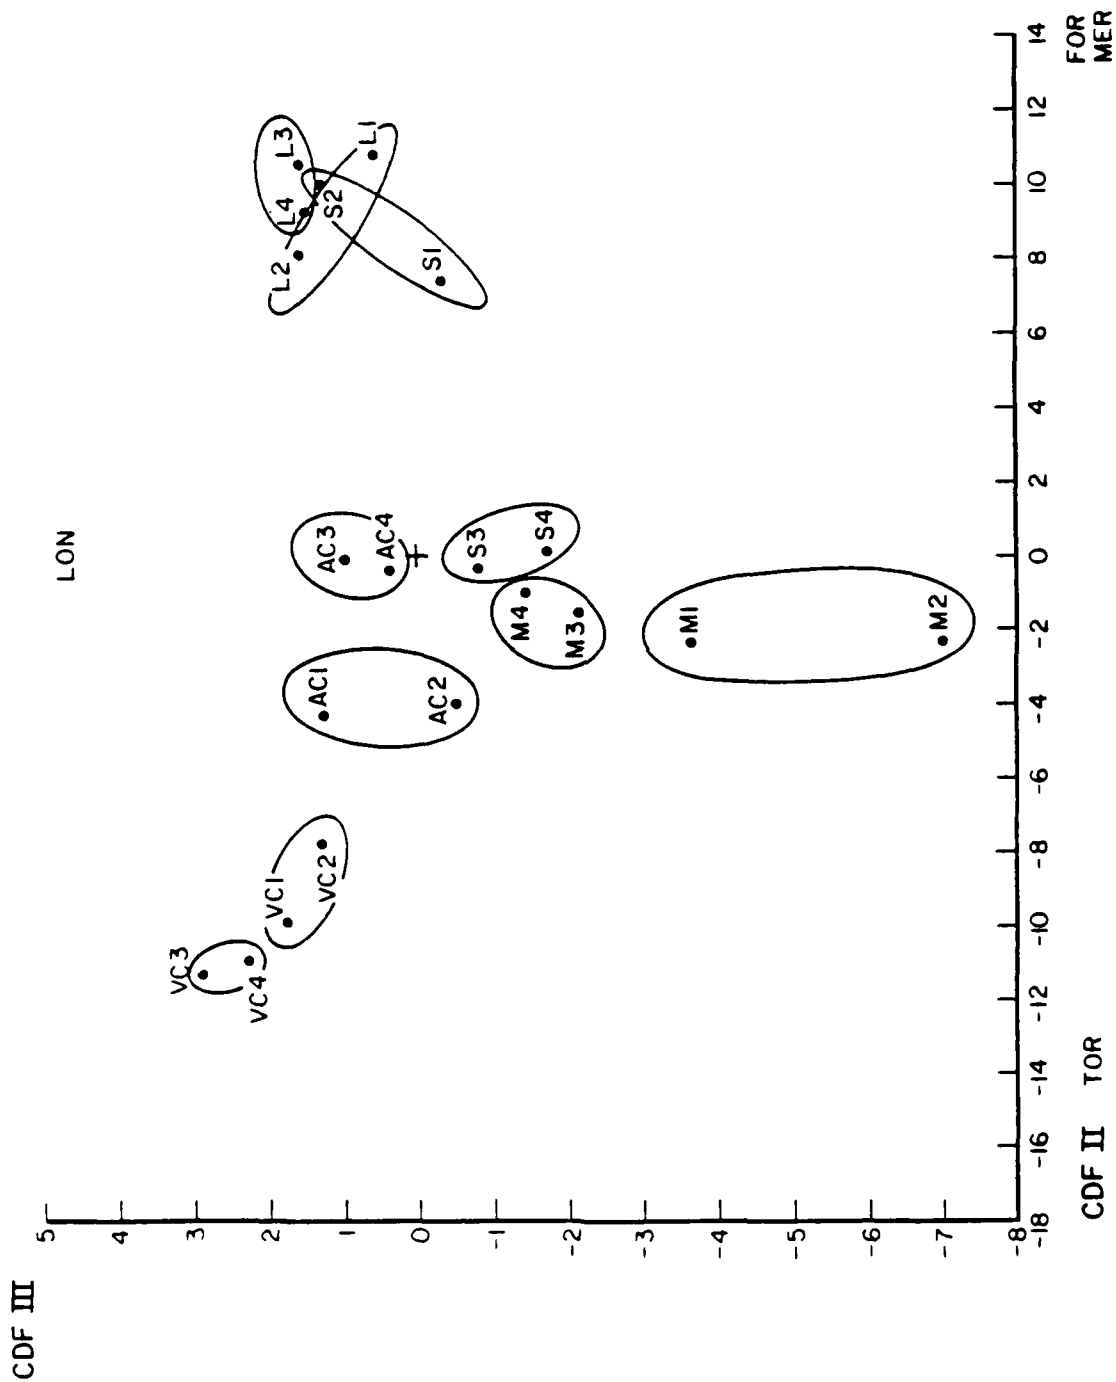 CDF III
LON
5
4
3
2
1
0
-1
-2
-3
-4
-5
-6
-7
-8
VC3
VC4
VC1
VC2
AC1
AC2
AC3
AC4
L2
L4
L3
L1
S2
S1
S3
S4
M4
M3
M1
M2
-18 -16 -14 -12 -10 -8 -6 -4 -2 0 2 4 6 8 10 12 14
CDF II TOR FOR
MER